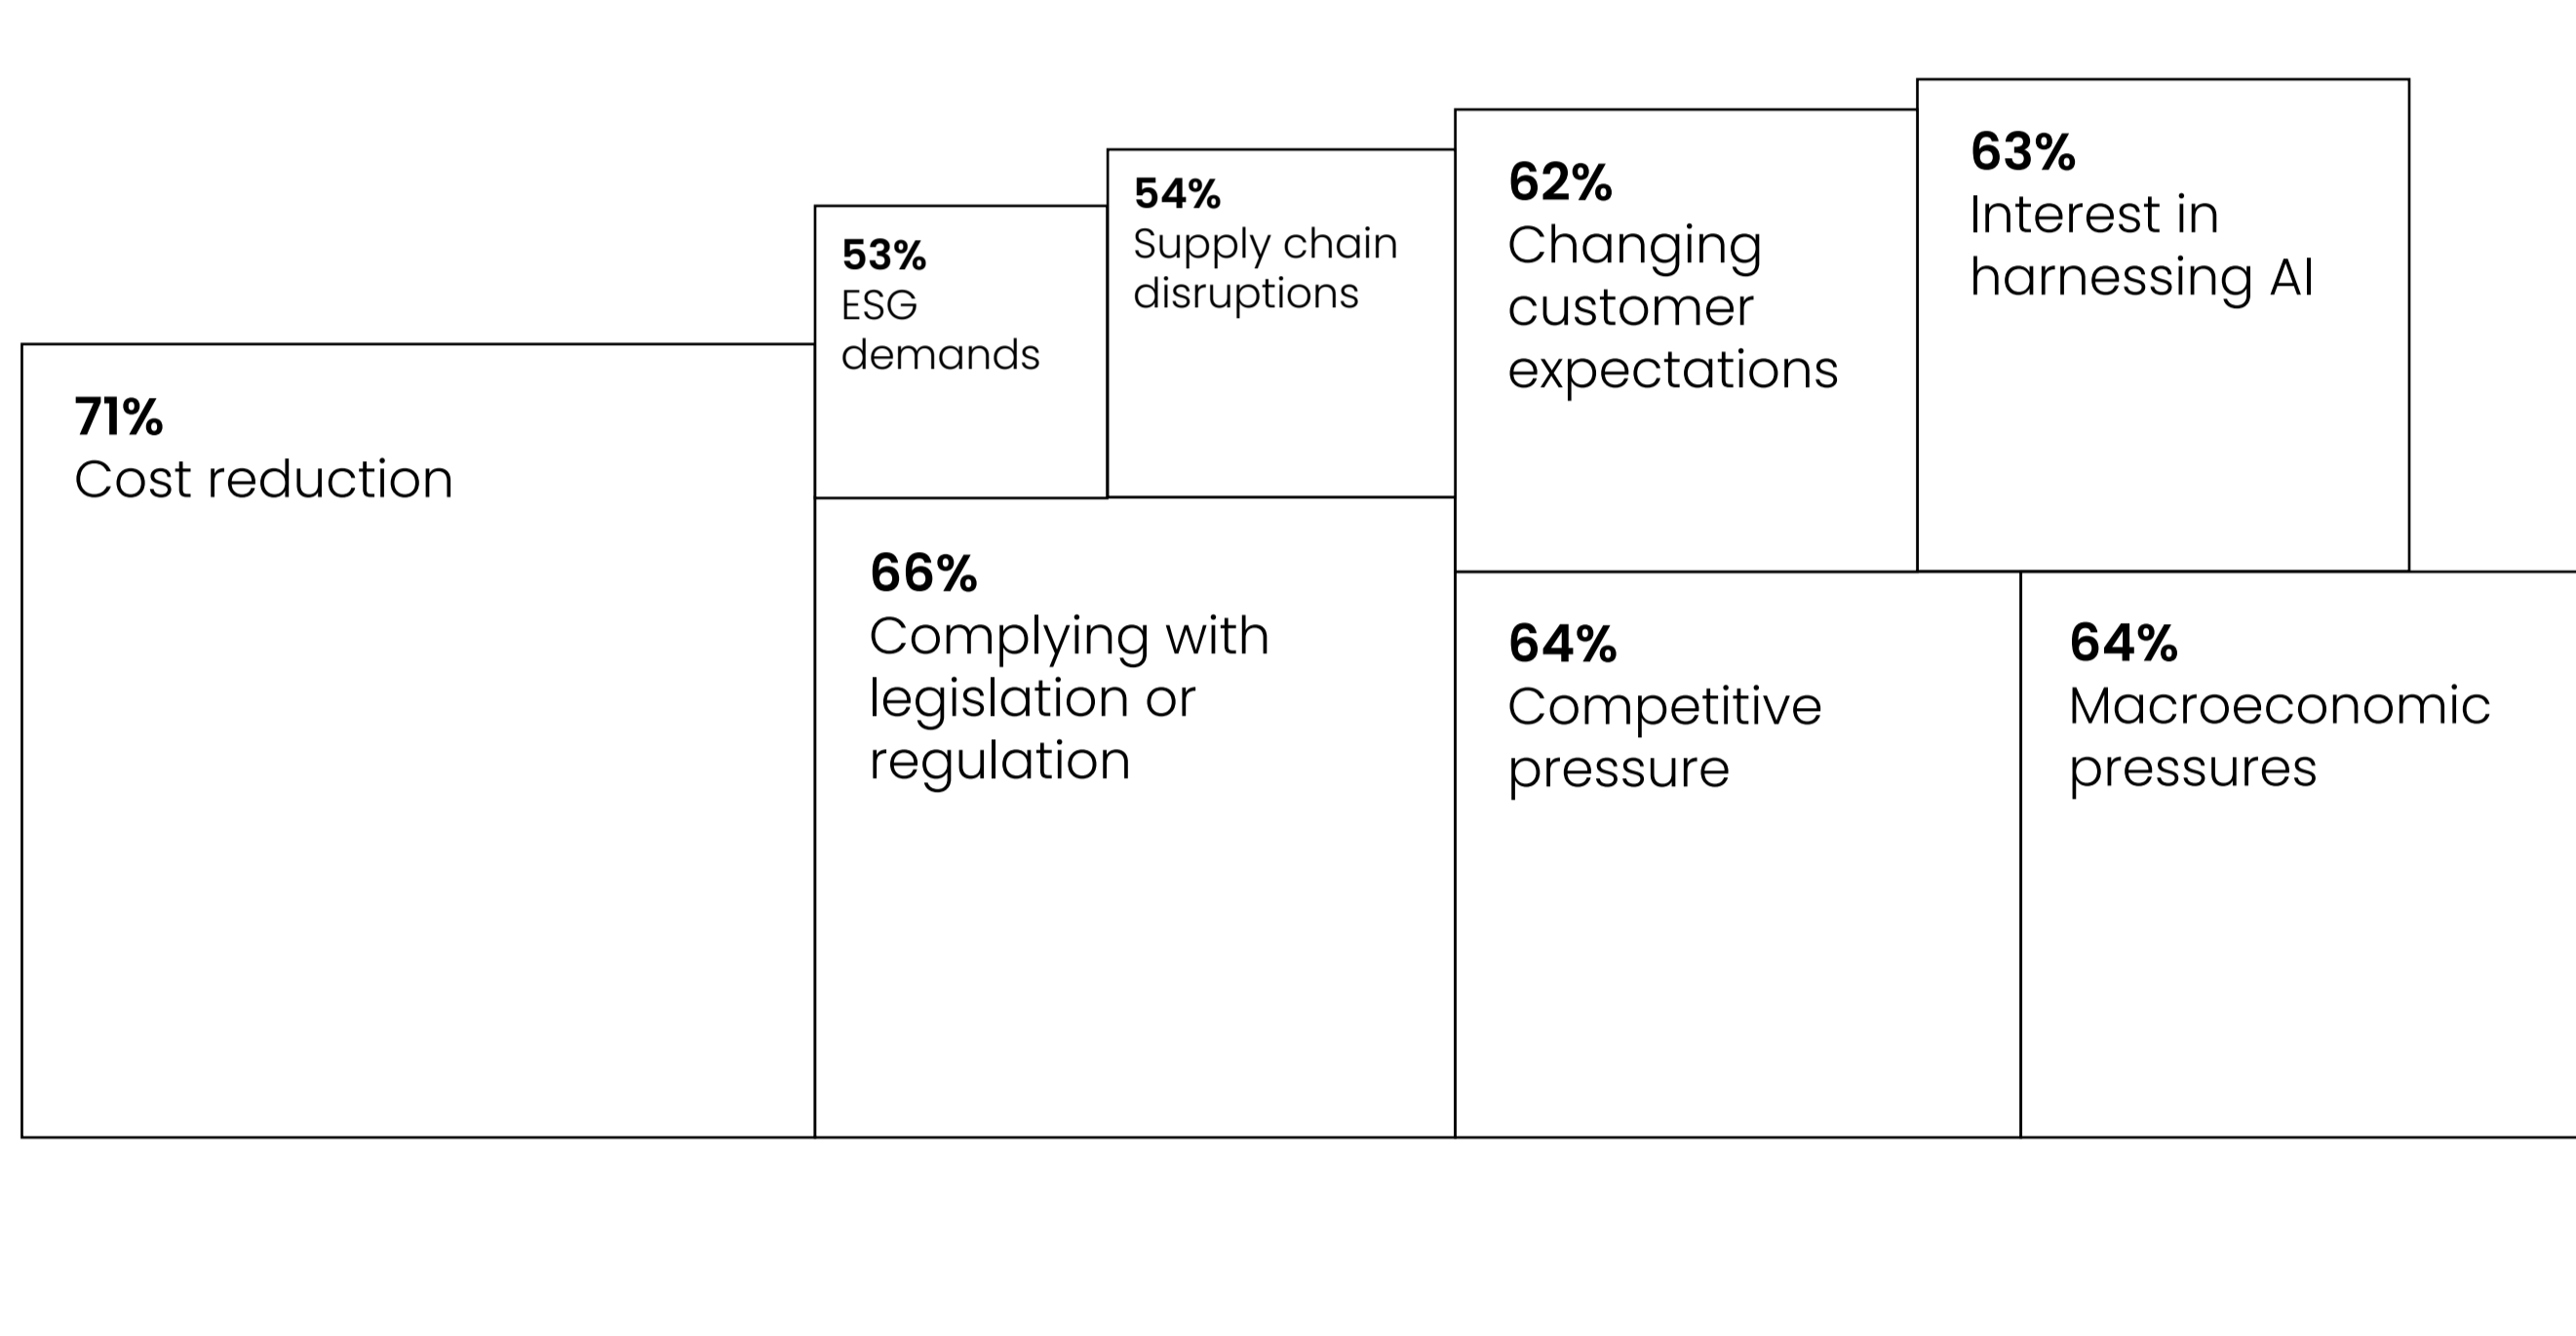 71%
Cost reduction
53%
ESG
demands
54%
Supply chain
disruptions
66%
Complying with
legislation or
regulation
62%
Changing
customer
expectations
63%
Interest in
harnessing AI
64%
Competitive
pressure
64%
Macroeconomic
pressures